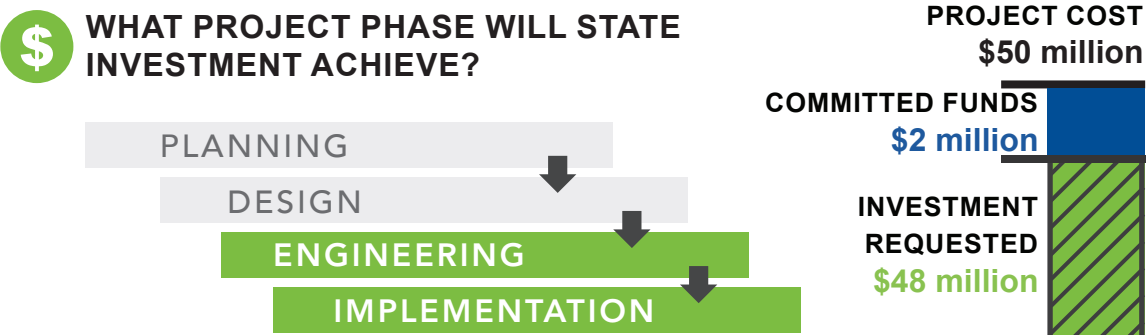 $
WHAT PROJECT PHASE WILL STATE
INVESTMENT ACHIEVE?
PLANNING
DESIGN
ENGINEERING
IMPLEMENTATION
PROJECT COST
$50 million
COMMITTED FUNDS
$2 million
INVESTMENT
REQUESTED
$48 million